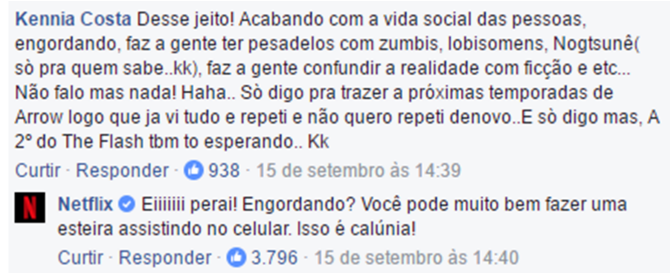 Kennia Costa Desse jeito! Acabando com a vida social das pessoas,
engordando, faz a gente ter pesadelos com zumbis, lobisomens, Nogtsunê(
só pra quem sabe..kk), faz a gente confundir a realidade com ficção e etc...
Não falo mas nada! Haha.. Sò digo pra trazer a próximas temporadas de
Arrow logo que ja vi tudo e repeti e não quero repeti denovo..E sò digo mas, A
2º do The Flash tbm to esperando.. Kk
Curtir · Responder · 938 · 15 de setembro às 14:39
N
Netflix Eiiiiiii perai! Engordando? Você pode muito bem fazer uma
esteira assistindo no celular. Isso é calúnia!
Curtir · Responder · 3.796 · 15 de setembro às 14:40